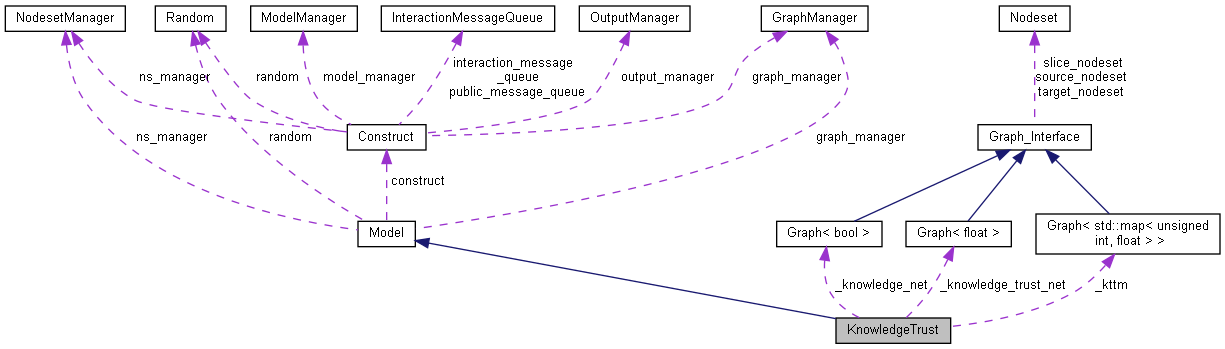 NodesetManager
Random
ModelManager
InteractionMessageQueue
OutputManager
GraphManager
Nodeset
ns_manager
random
model_manager
interaction_message
_queue
public_message_queue
output_manager
graph_manager
slice_nodeset
source_nodeset
target_nodeset
ns_manager
random
Construct
graph_manager
Graph_Interface
construct
Model
Graph< bool >
Graph< float >
Graph< std::map< unsigned
int, float > >
_knowledge_net
_knowledge_trust_net
_kttm
KnowledgeTrust